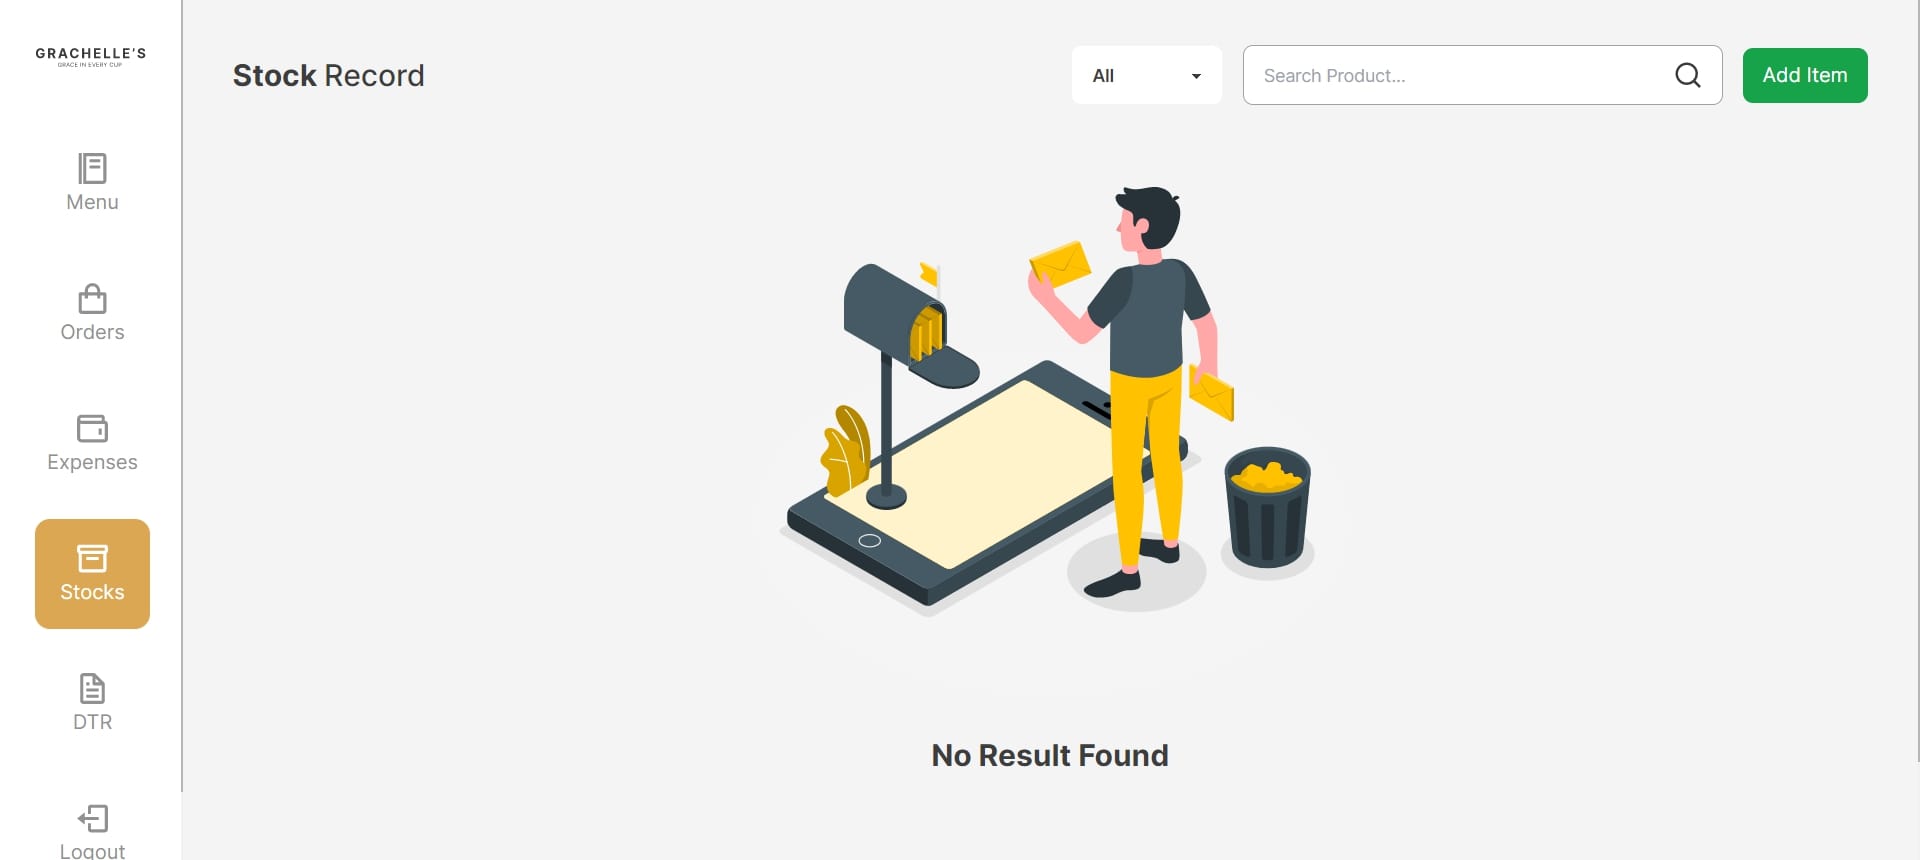 GRACHELLE'S
GRACE IN EVERY CUP
Menu
Orders
Expenses
Stocks
DTR
Logout
Stock Record
All
Search Product...
Add Item
No Result Found